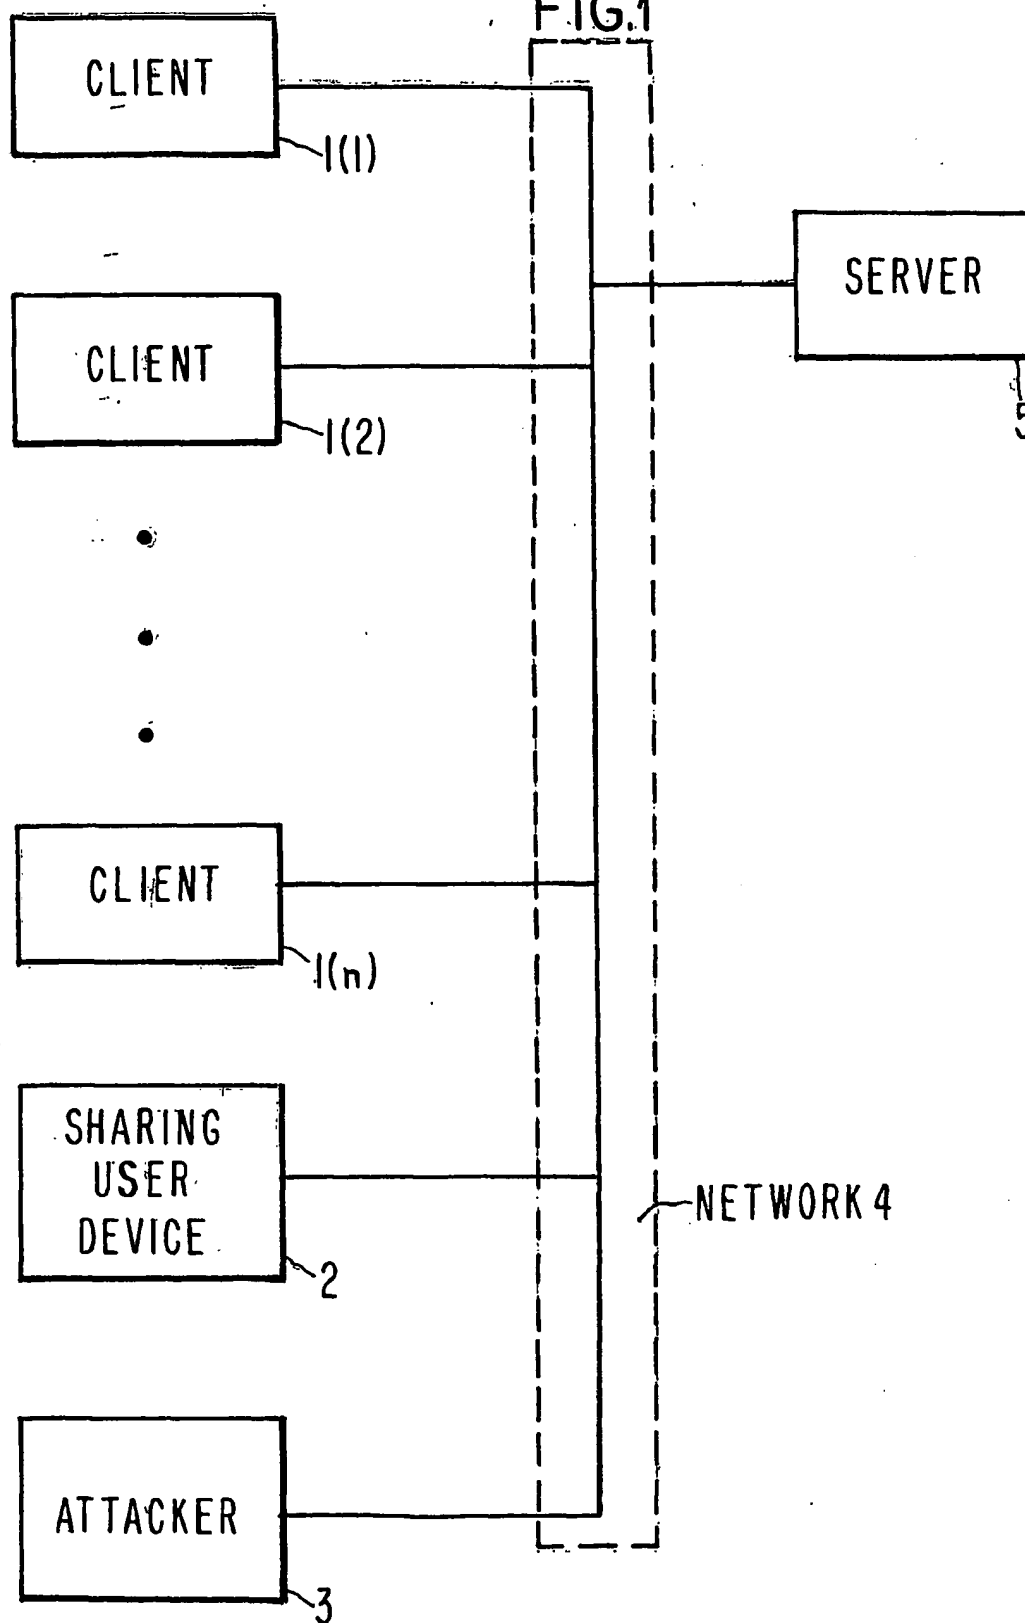 FIG.1
CLIENT
1(1)
SERVER
5
CLIENT
1(2)
CLIENT
1(n)
SHARING
USER
DEVICE
2
NETWORK 4
ATTACKER
3